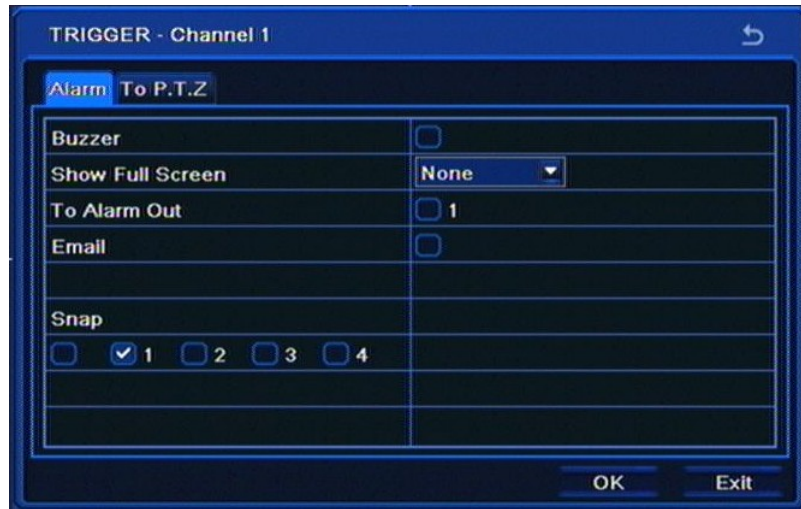 TRIGGER - Channel 1
Alarm To P.T.Z
Buzzer
Show Full Screen None
To Alarm Out 1
Email
Snap
1 2 3 4
OK Exit